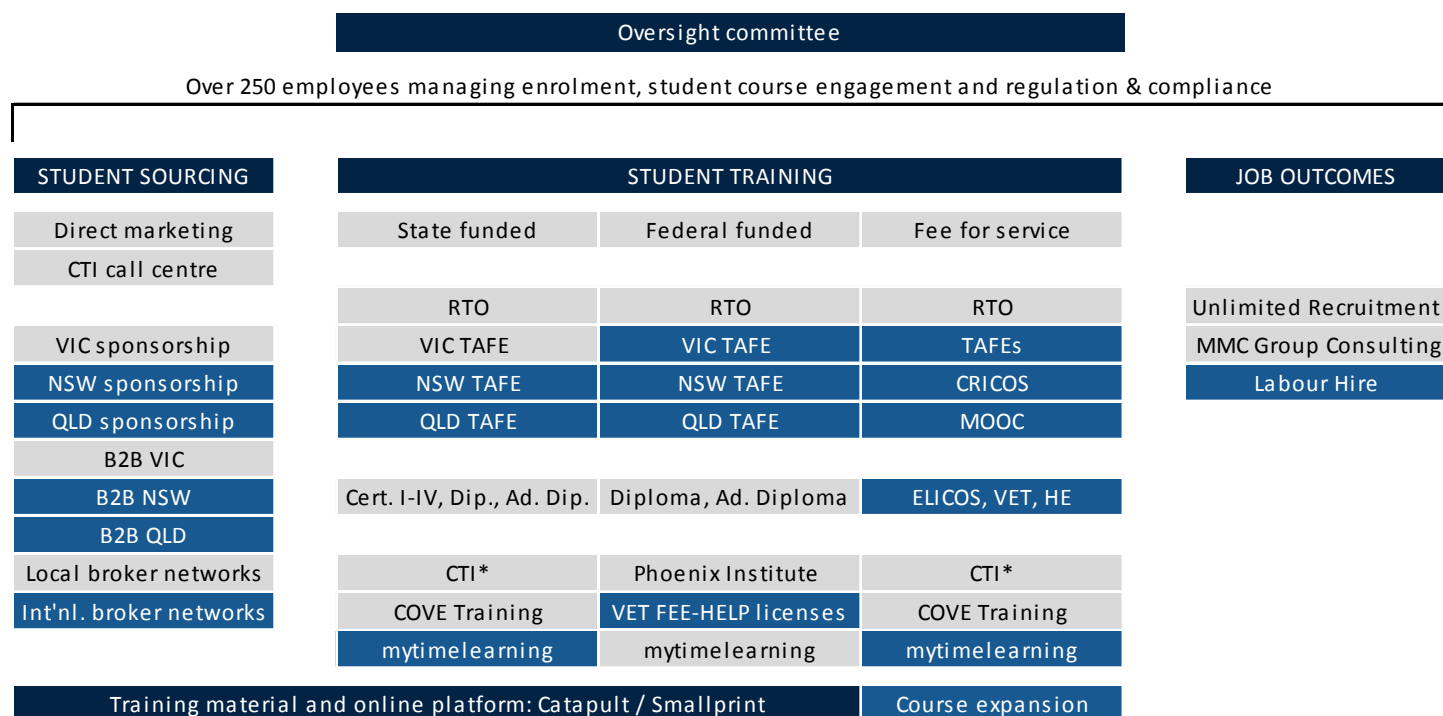 Oversight committee
Over 250 employees managing enrolment, student course engagement and regulation & compliance
STUDENT SOURCING
Direct marketing
CTI call centre
VIC sponsorship
NSW sponsorship
QLD sponsorship
B2B VIC
B2B NSW
B2B QLD
Local broker networks
Int'nl. broker networks
STUDENT TRAINING
State funded
Federal funded
Fee for service
RTO
RTO
RTO
VIC TAFE
VIC TAFE
TAFEs
NSW TAFE
NSW TAFE
CRICOS
QLD TAFE
QLD TAFE
MOOC
Cert. I-IV, Dip., Ad. Dip.
Diploma, Ad. Diploma
ELICOS, VET, HE
CTI*
Phoenix Institute
CTI*
COVE Training
VET FEE-HELP licenses
COVE Training
mytimelearning
mytimelearning
mytimelearning
JOB OUTCOMES
Unlimited Recruitment
MMC Group Consulting
Labour Hire
Training material and online platform: Catapult / Smallprint
Course expansion